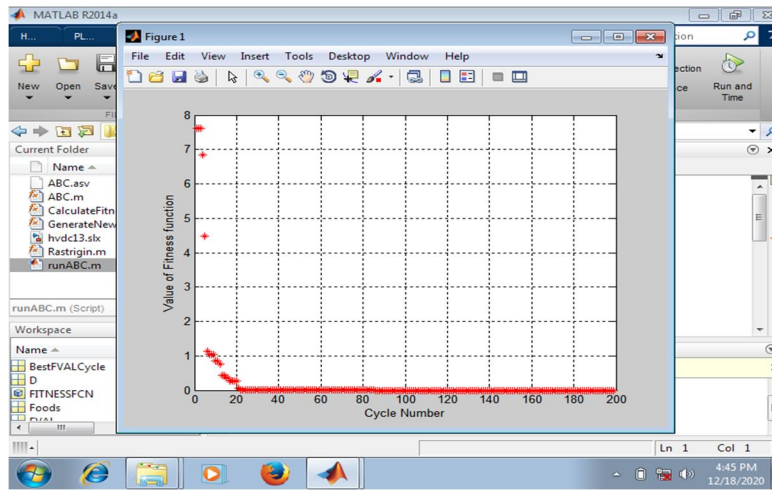 MATLAB R2014a
H...
PL...
New
Open
Save
Current Folder
Name
ABC.asv
ABC.m
CalculateFitn
GenerateNew
hvdc13.slx
Rastrigin.m
runABC.m
runABC.m (Script)
Workspace
Name
BestFVALCycle
D
FITNESSFCN
Foods
Figure 1
File Edit View Insert Tools Desktop Window Help
8
7
6
5
4
3
2
1
0
Value of Fitness function
0 20 40 60 80 100 120 140 160 180 200
Cycle Number
Run and
Time
Ln 1 Col 1
4:45 PM
12/18/2020